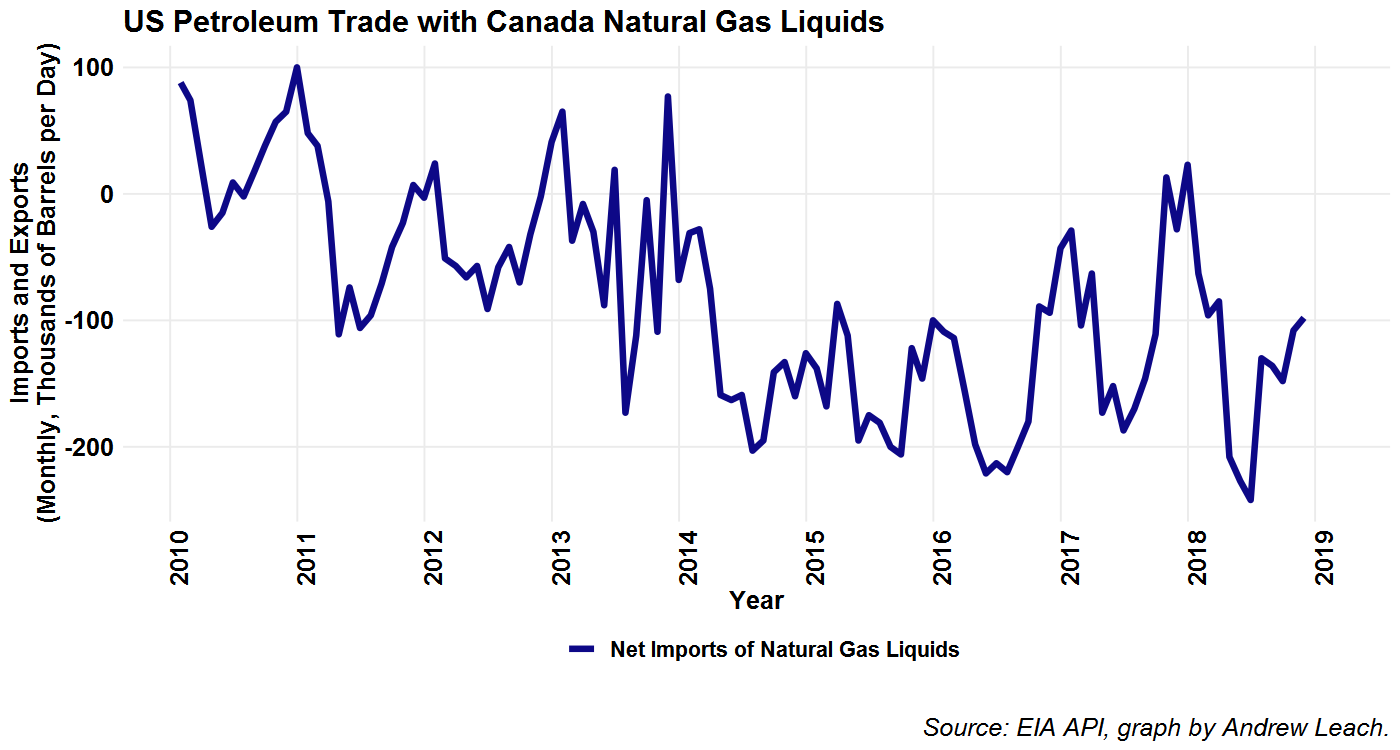 US Petroleum Trade with Canada Natural Gas Liquids
Imports and Exports
(Monthly, Thousands of Barrels per Day)
100
0
-100
-200
2010
2011
2012
2013
2014
2015
2016
2017
2018
2019
Year
Net Imports of Natural Gas Liquids
Source: EIA API, graph by Andrew Leach.